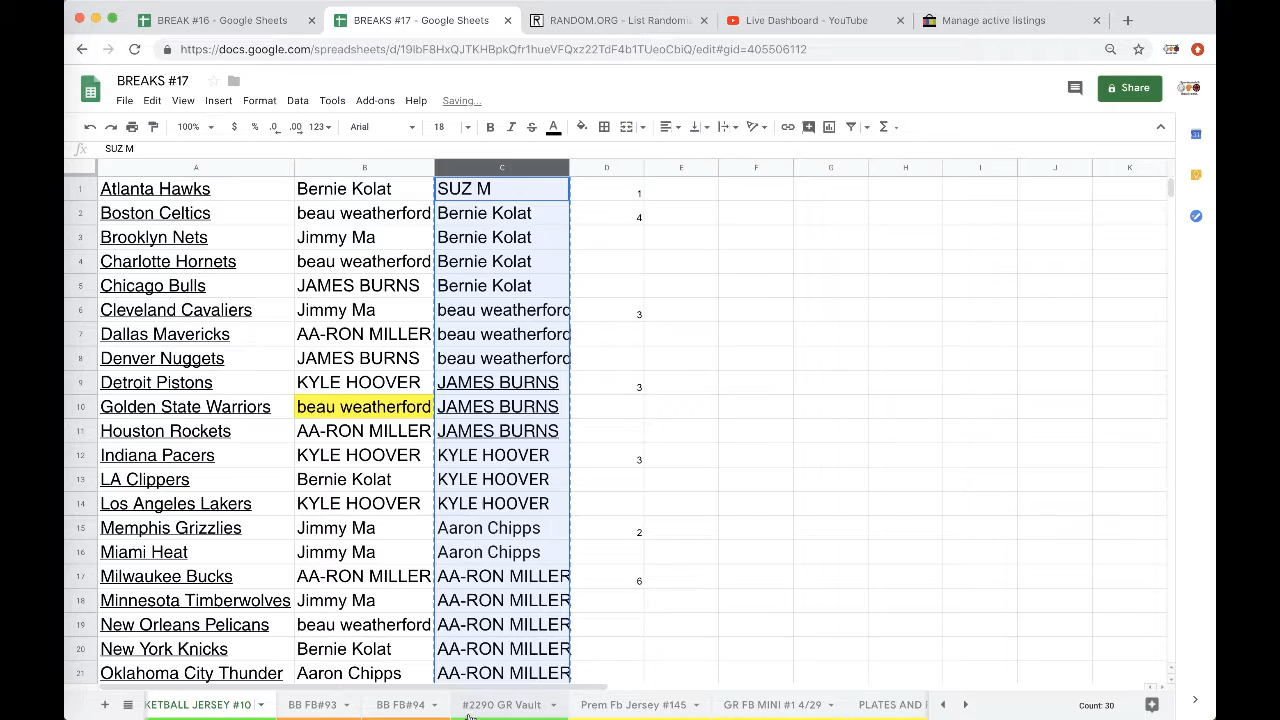 BREAK #16 - Google Sheets BREAKS #17 - Google Sheets RANDOM.ORG - List Random Live Dashboard - YouTube Manage active listings
https://docs.google.com/spreadsheets/d/19lbF8HxQJTKHBpkQfr1hueVFQxz22TdF4b1TUeoCbiQ/edit#gid=405506112
BREAKS #17
File Edit View Insert Format Data Tools Add-ons Help Saving...
Share
100% $ % .0 .00 123 Arial 18 B I S A
SUZ M
A B C D E F G H I J K
1 Atlanta Hawks Bernie Kolat SUZ M 1
2 Boston Celtics beau weatherford Bernie Kolat 4
3 Brooklyn Nets Jimmy Ma Bernie Kolat
4 Charlotte Hornets beau weatherford Bernie Kolat
5 Chicago Bulls JAMES BURNS Bernie Kolat
6 Cleveland Cavaliers Jimmy Ma beau weatherford 3
7 Dallas Mavericks AA-RON MILLER beau weatherford
8 Denver Nuggets JAMES BURNS beau weatherford
9 Detroit Pistons KYLE HOOVER JAMES BURNS 3
10 Golden State Warriors beau weatherford JAMES BURNS
11 Houston Rockets AA-RON MILLER JAMES BURNS
12 Indiana Pacers KYLE HOOVER KYLE HOOVER 3
13 LA Clippers Bernie Kolat KYLE HOOVER
14 Los Angeles Lakers KYLE HOOVER KYLE HOOVER
15 Memphis Grizzlies Jimmy Ma Aaron Chipps 2
16 Miami Heat Jimmy Ma Aaron Chipps
17 Milwaukee Bucks AA-RON MILLER AA-RON MILLER 6
18 Minnesota Timberwolves Jimmy Ma AA-RON MILLER
19 New Orleans Pelicans beau weatherford AA-RON MILLER
20 New York Knicks Bernie Kolat AA-RON MILLER
21 Oklahoma City Thunder Aaron Chipps AA-RON MILLER
KETBALL JERSEY #10 BB FB#93 BB FB#94 #2290 GR Vault Prem Fb Jersey #145 GR FB MINI #1 4/29 PLATES AND Count: 30